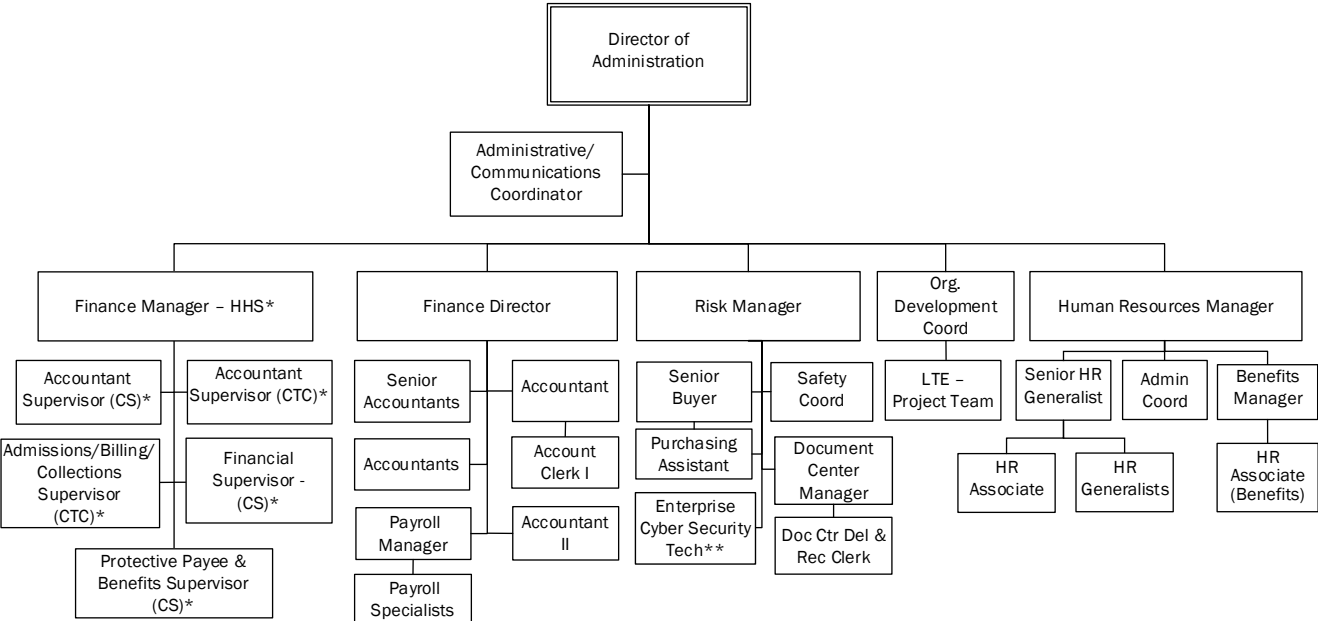 Director of
Administration
Administrative/
Communications
Coordinator
Finance Manager – HHS*
Finance Director
Risk Manager
Org.
Development
Coord
Human Resources Manager
Accountant
Supervisor (CS)*
Accountant
Supervisor (CTC)*
Admissions/Billing/
Collections
Supervisor
(CTC)*
Financial
Supervisor -
(CS)*
Protective Payee &
Benefits Supervisor
(CS)*
Senior
Accountants
Accountant
Account
Clerk I
Accountants
Payroll
Manager
Accountant
II
Payroll
Specialists
Senior
Buyer
Safety
Coord
Purchasing
Assistant
Document
Center
Manager
Enterprise
Cyber Security
Tech**
Doc Ctr Del &
Rec Clerk
LTE –
Project Team
Senior HR
Generalist
Admin
Coord
Benefits
Manager
HR
Associate
HR
Generalists
HR
Associate
(Benefits)